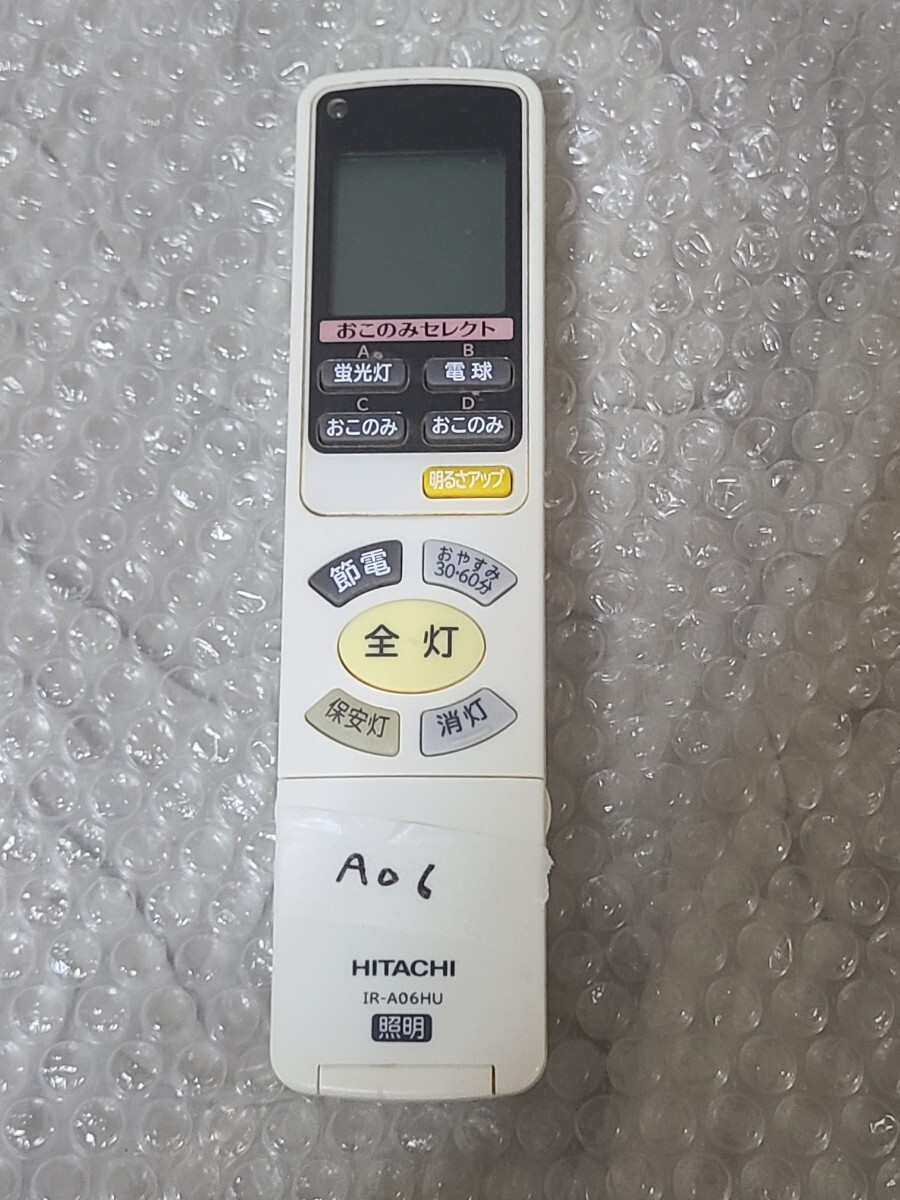 おこのみセレクト
A B
蛍光灯 電球
C D
おこのみ おこのみ
明るさアップ
節電 おやすみ
30・60分
全灯
保安灯 消灯
A06
HITACHI
IR-A06HU
照明